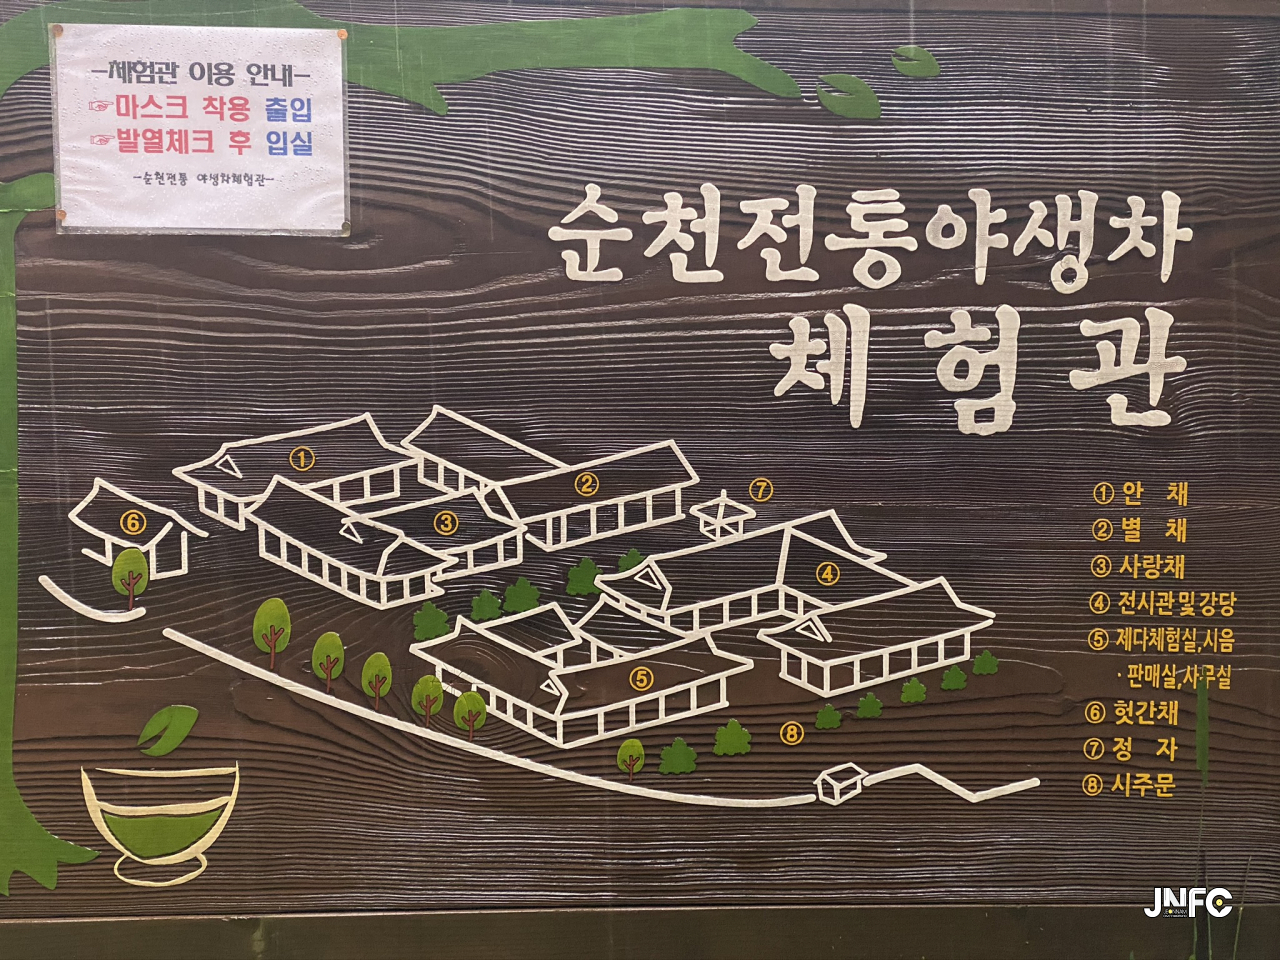 -체험관 이용 안내-
☞마스크 착용 출입
☞발열체크 후 입실
-순천전통 야생차체험관-
순천전통야생차
체험관
① 안 채
② 별 채
③ 사랑채
④ 전시관및강당
⑤ 제다체험실,시음
·판매실,사무실
⑥ 헛간채
⑦ 정 자
⑧ 시주문
①
②
⑦
⑥
③
④
⑤
⑧
JNFC